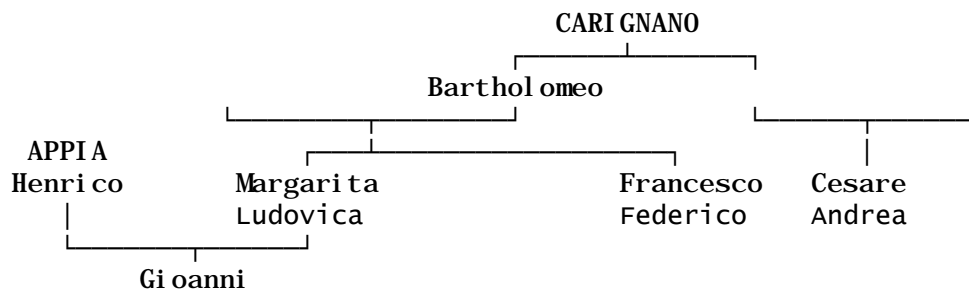 CARIGNANO
Bartholomeo
APPIA
Henrico Margarita Francesco Cesare
Ludovica Federico Andrea
Gioanni